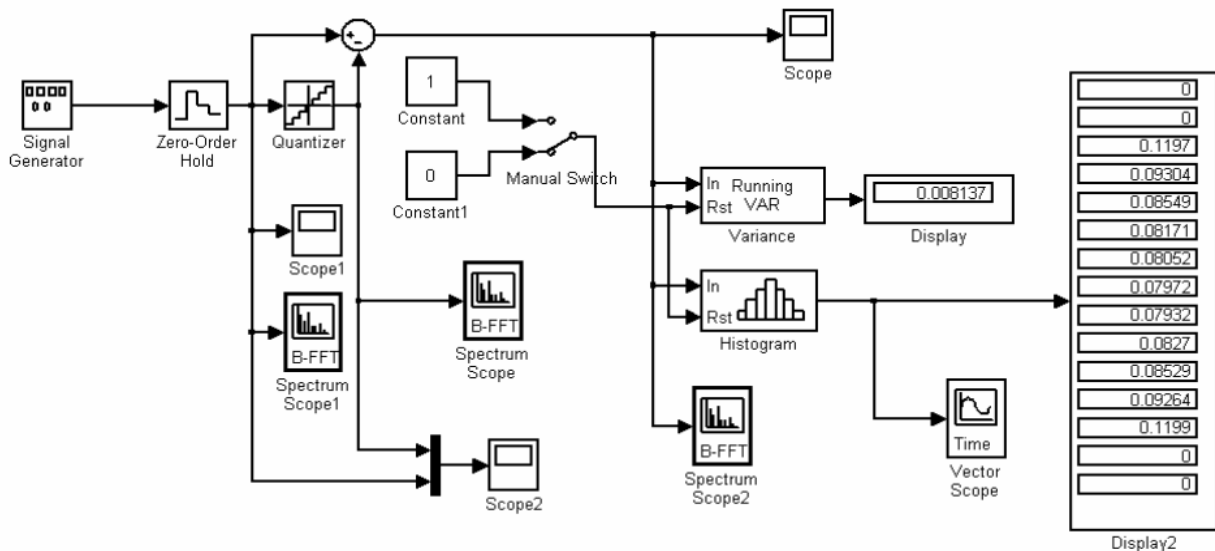 Signal
Generator
Zero-Order
Hold
Quantizer
+
-
1
Constant
0
Constant1
Manual Switch
Scope
Scope1
B-FFT
Spectrum
Scope1
B-FFT
Spectrum
Scope
Scope2
In
Rst
Running
VAR
Variance
0.008137
Display
In
Rst
Histogram
B-FFT
Spectrum
Scope2
Time
Vector
Scope
0
0
0.1197
0.09304
0.08549
0.08171
0.08052
0.07972
0.07932
0.0827
0.08529
0.09264
0.1199
0
0
Display2